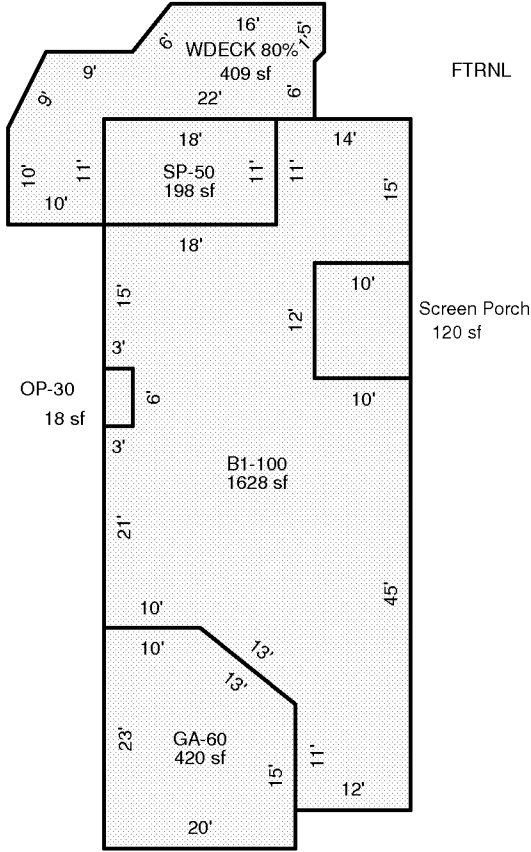 16'
1'
5'
6'
WDECK 80%
409 sf
FTRNL
9'
9'
22'
6'
18'
14'
10'
11'
SP-50
198 sf
11'
11'
15'
10'
18'
15'
10'
12'
Screen Porch
120 sf
3'
OP-30
18 sf
6'
10'
3'
B1-100
1628 sf
21'
45'
10'
10'
13'
13'
23'
GA-60
420 sf
15'
11'
12'
20'